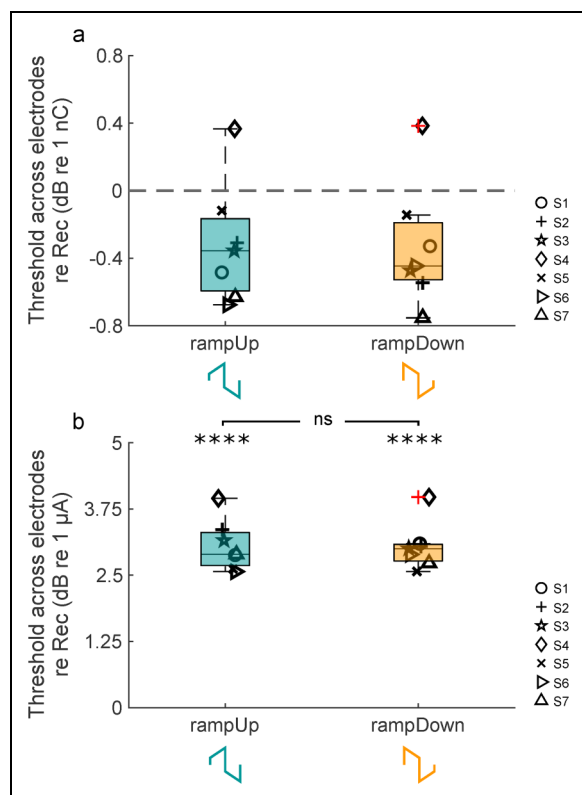 a
Threshold across electrodes
re Rec (dB re 1 nC)
0.8
0.4
0
-0.4
-0.8
rampUp
rampDown
S1
S2
S3
S4
S5
S6
S7
b
ns
****
****
Threshold across electrodes
re Rec (dB re 1 µA)
5
3.75
2.5
1.25
0
rampUp
rampDown
S1
S2
S3
S4
S5
S6
S7